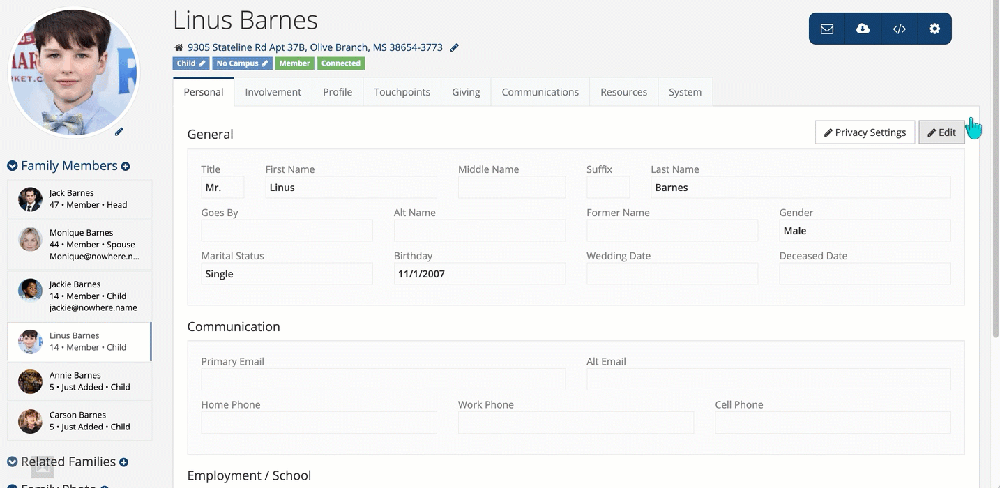 Linus Barnes
9305 Stateline Rd Apt 37B, Olive Branch, MS 38654-3773
Child No Campus Member Connected
Personal Involvement Profile Touchpoints Giving Communications Resources System
General
Privacy Settings Edit
Title First Name Middle Name Suffix Last Name
Mr. Linus Barnes
Goes By Alt Name Former Name Gender
Male
Marital Status Birthday Wedding Date Deceased Date
Single 11/1/2007
Communication
Primary Email Alt Email
Home Phone Work Phone Cell Phone
Employment / School
Family Members
Jack Barnes
47 • Member • Head
Monique Barnes
44 • Member • Spouse
Monique@nowhere.n...
Jackie Barnes
14 • Member • Child
jackie@nowhere.name
Linus Barnes
14 • Member • Child
Annie Barnes
5 • Just Added • Child
Carson Barnes
5 • Just Added • Child
Related Families
Family Photo